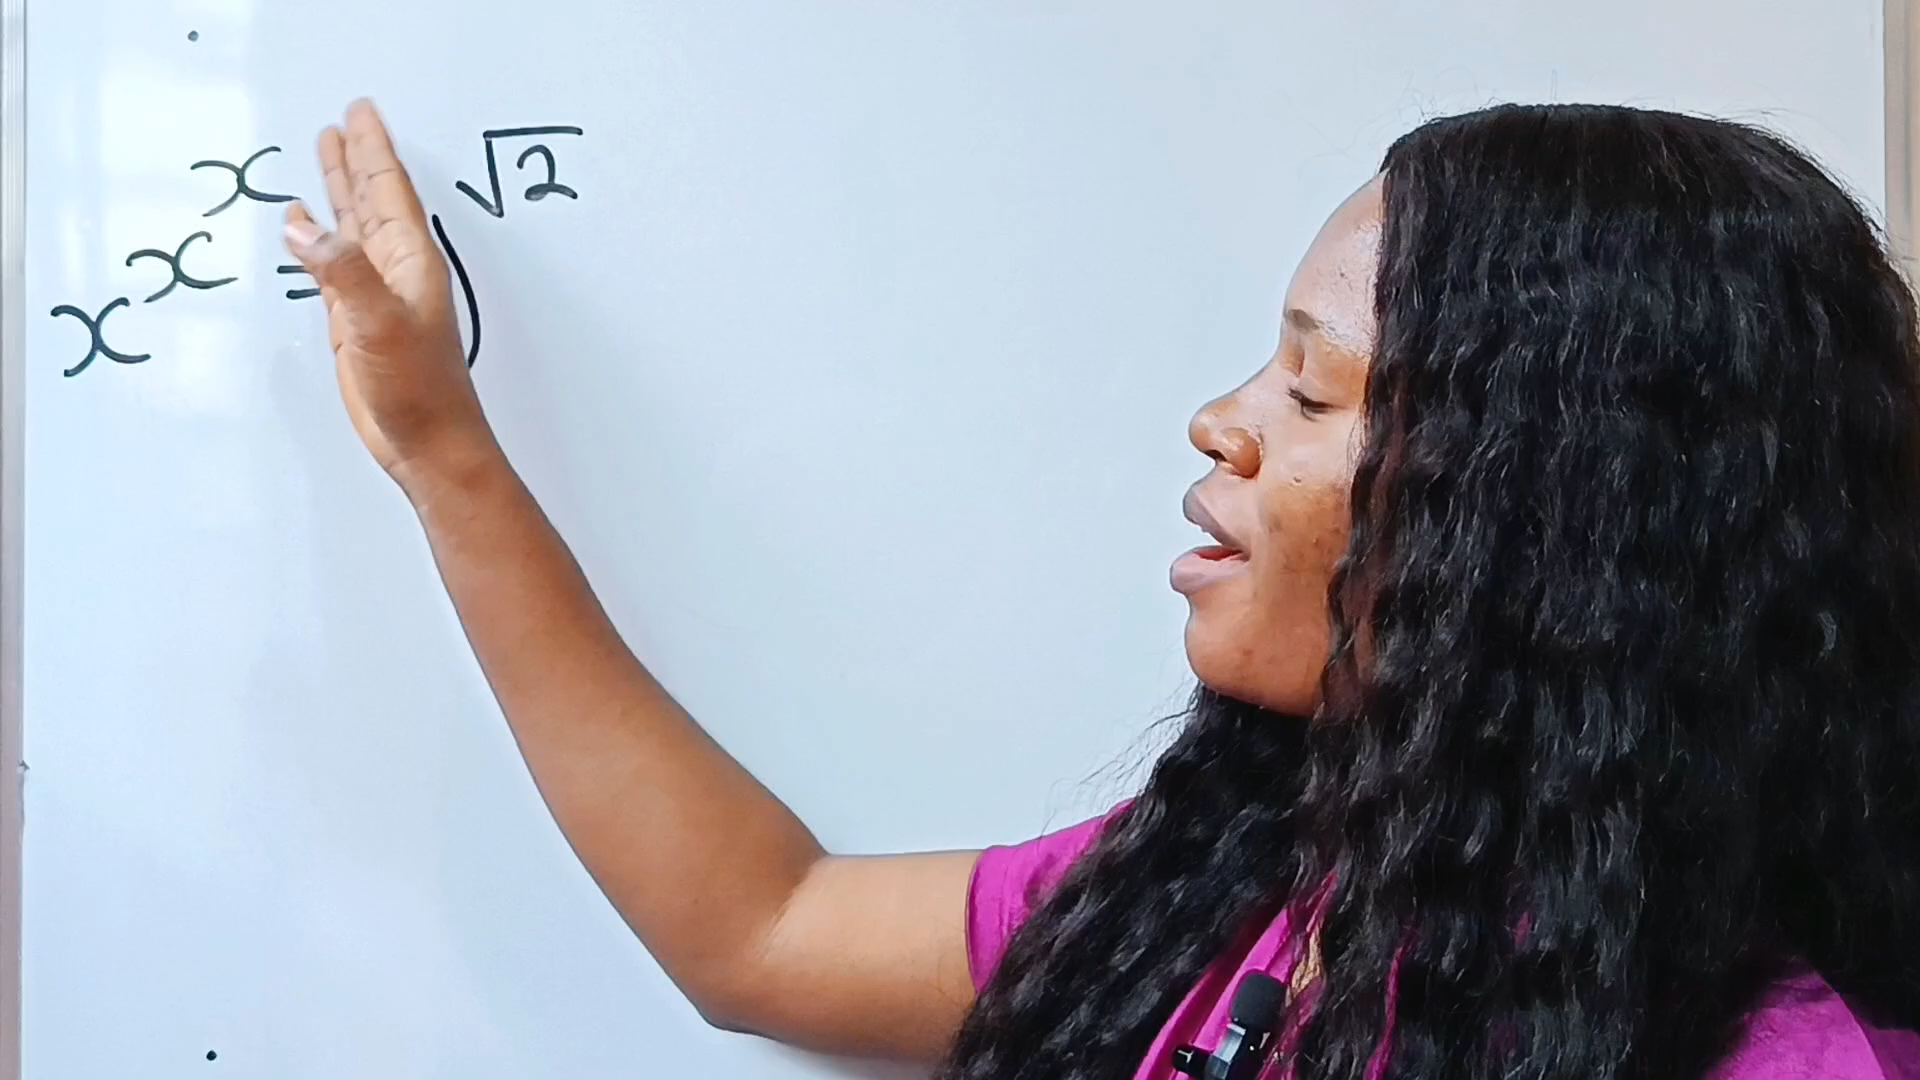 x^x^x = )^√2